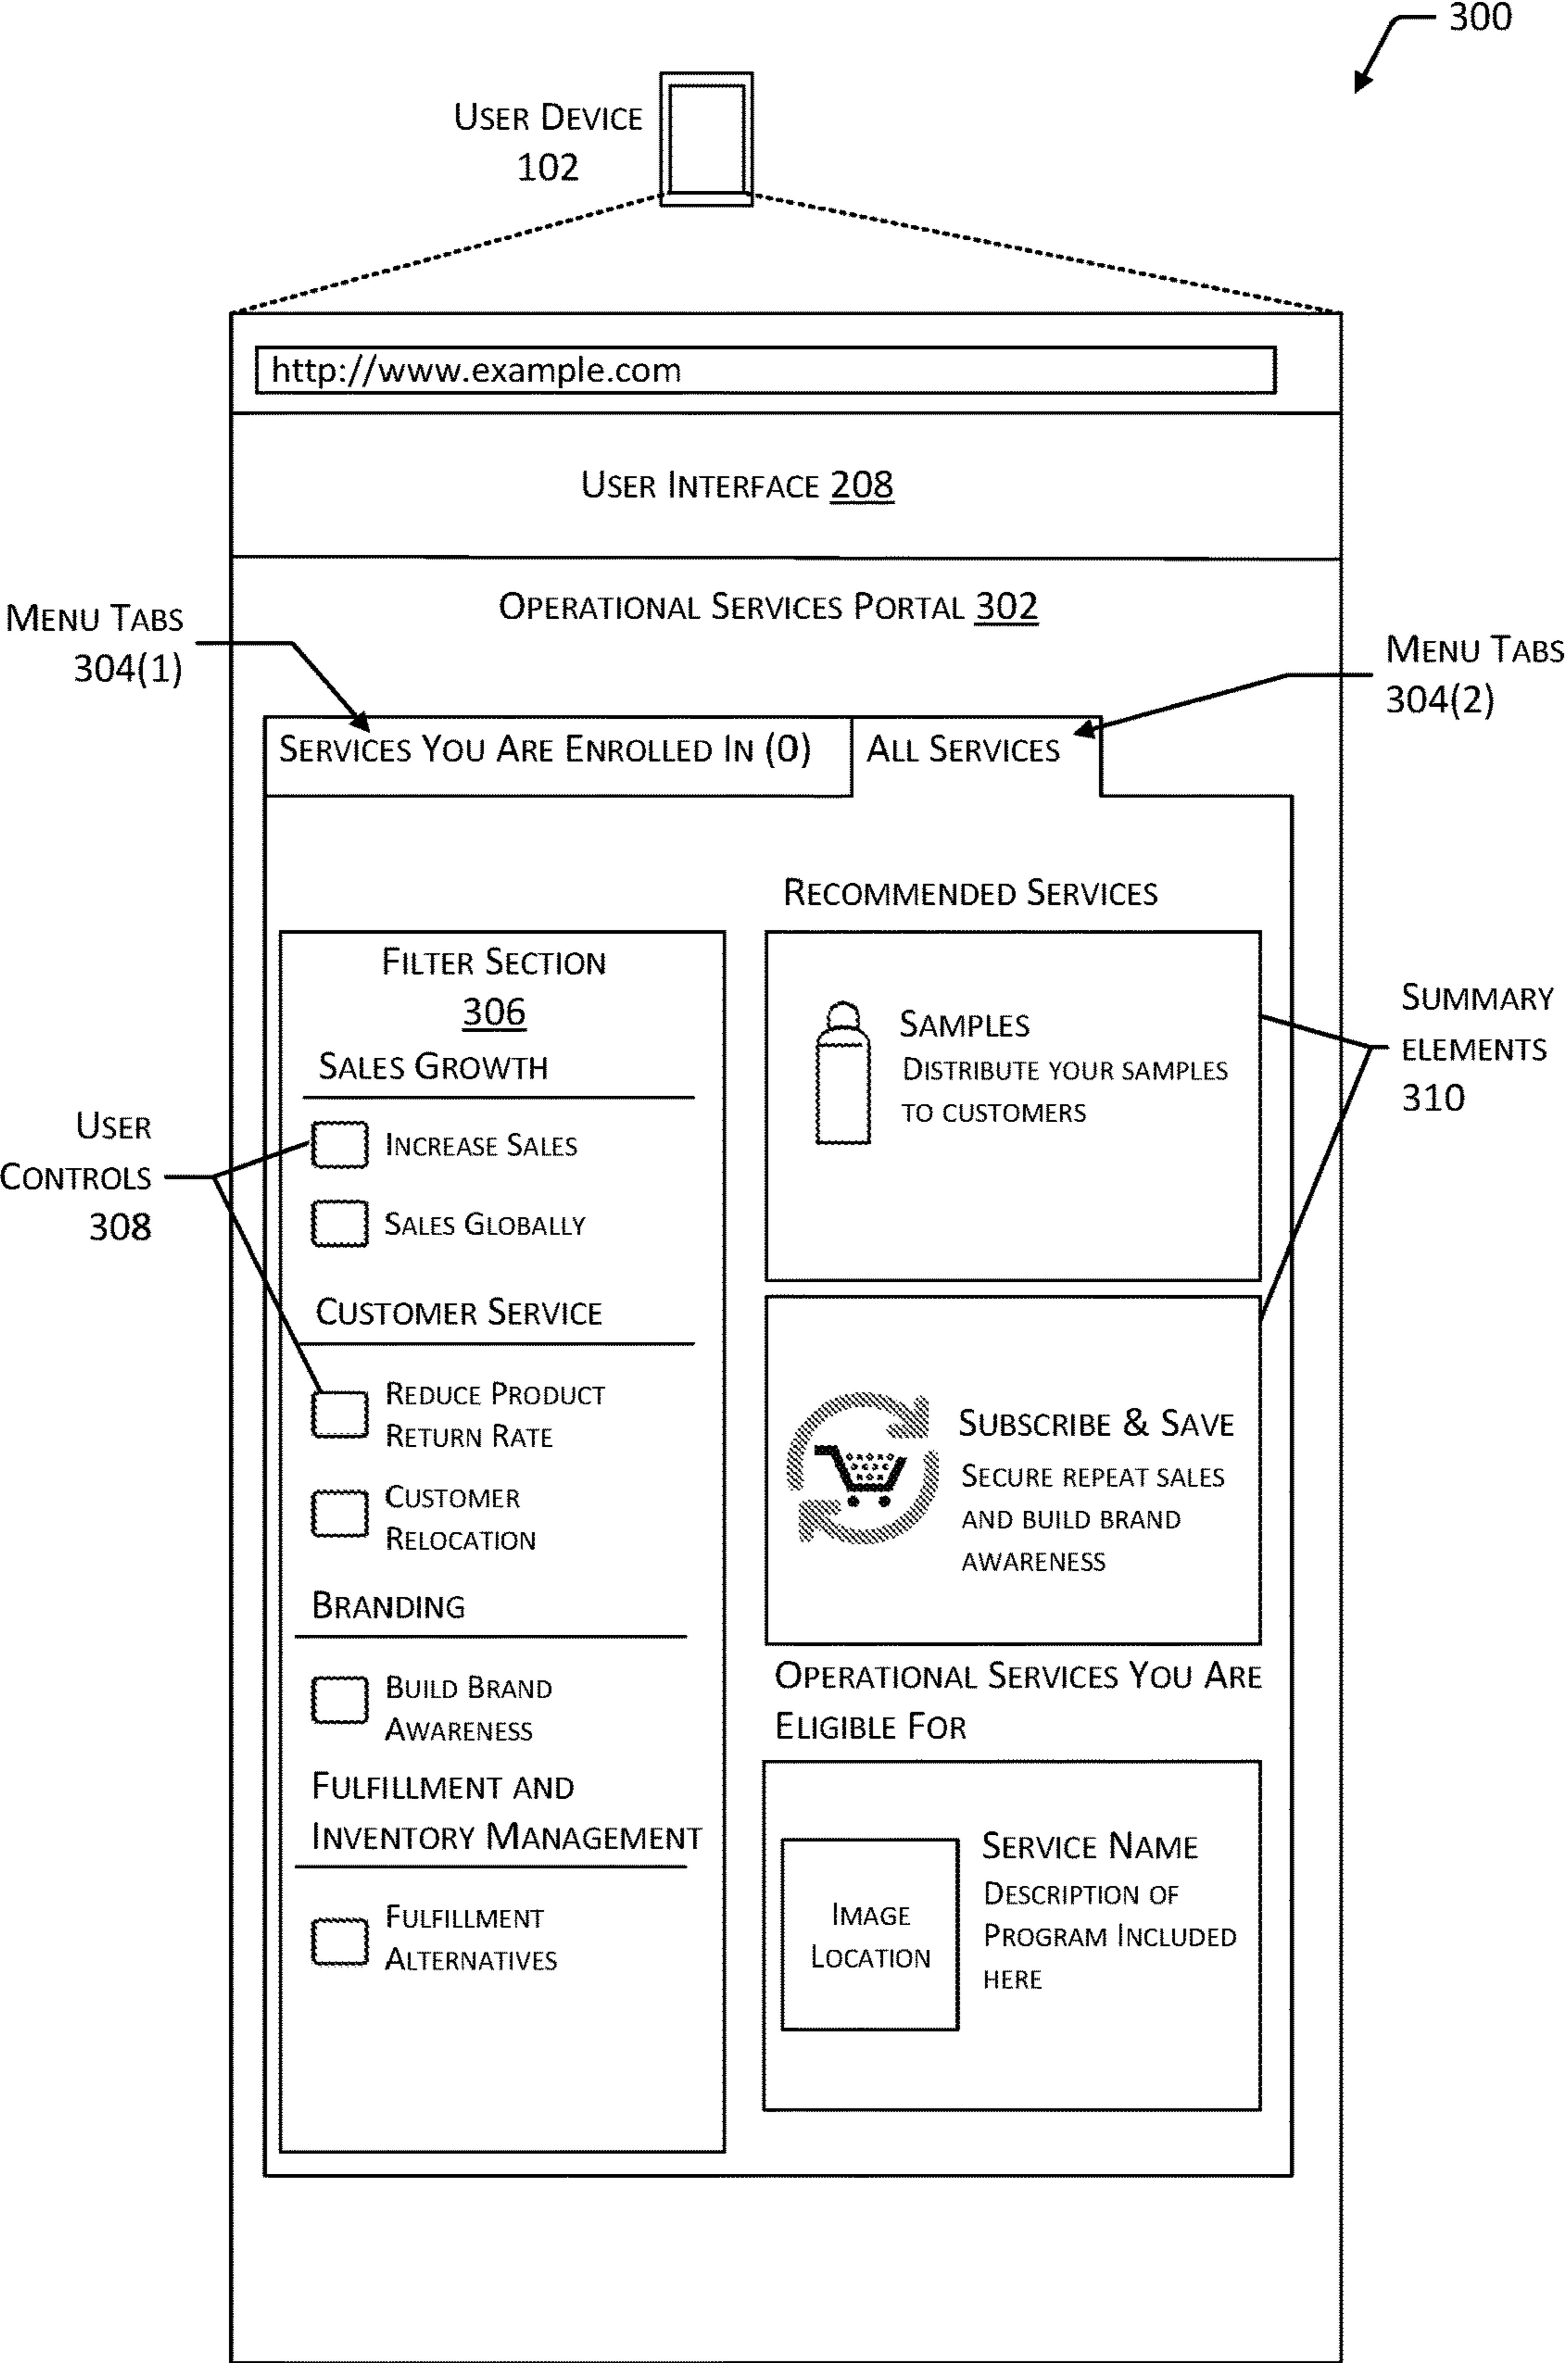 300
User Device
102
http://www.example.com
User Interface 208
Operational Services Portal 302
Menu Tabs
304(1)
Menu Tabs
304(2)
Services You Are Enrolled In (0)
All Services
Filter Section
306
Sales Growth
Increase Sales
Sales Globally
Customer Service
Reduce Product
Return Rate
Customer
Relocation
Branding
Build Brand
Awareness
Fulfillment and
Inventory Management
Fulfillment
Alternatives
User
Controls
308
Recommended Services
Samples
Distribute your samples
to customers
Subscribe & Save
Secure repeat sales
and build brand
awareness
Operational Services You Are
Eligible For
Image
Location
Service Name
Description of
Program Included
here
Summary
elements
310